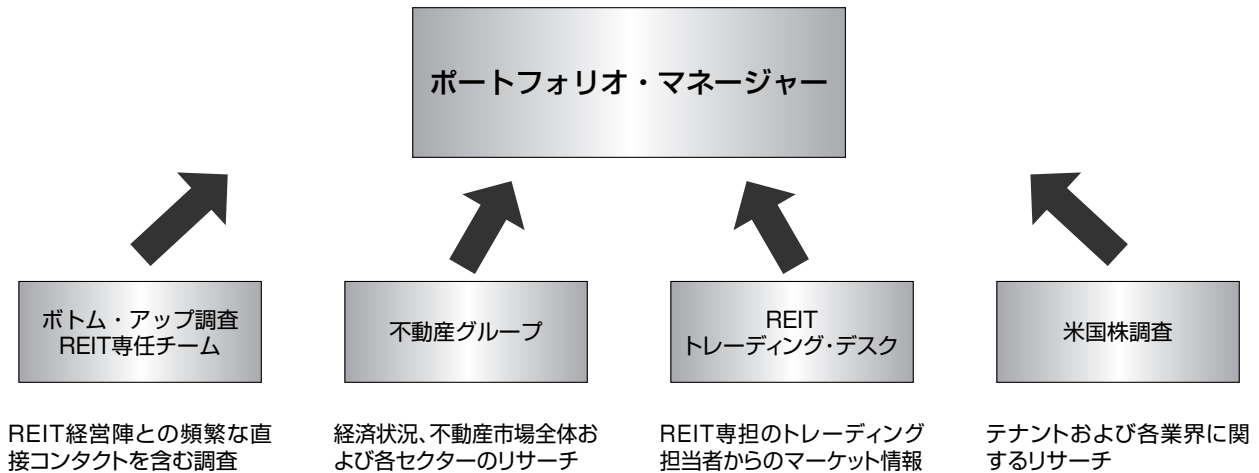 ポートフォリオ・マネージャー
ボトム・アップ調査
REIT専任チーム
不動産グループ
REIT
トレーディング・デスク
米国株調査
REIT経営陣との頻繁な直
接コンタクトを含む調査
経済状況、不動産市場全体お
よび各セクターのリサーチ
REIT専担のトレーディング
担当者からのマーケット情報
テナントおよび各業界に関
するリサーチ